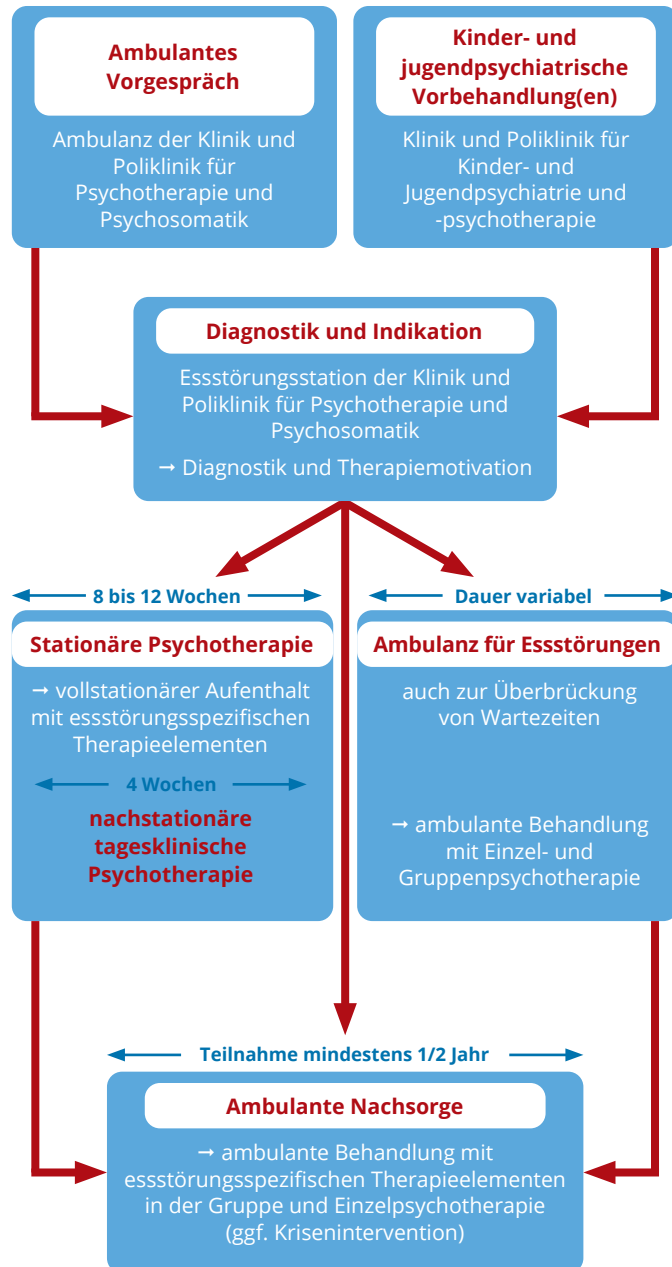 Ambulantes
Vorgespräch
Ambulanz der Klinik und
Poliklinik für
Psychotherapie und
Psychosomatik
Kinder- und
jugendpsychiatrische
Vorbehandlung(en)
Klinik und Poliklinik für
Kinder- und
Jugendpsychiatrie und
-psychotherapie
Diagnostik und Indikation
Essstörungsstation der Klinik und
Poliklinik für Psychotherapie und
Psychosomatik
→ Diagnostik und Therapiemotivation
8 bis 12 Wochen
Stationäre Psychotherapie
→ vollstationärer Aufenthalt
mit essstörungsspezifischen
Therapieelementen
4 Wochen
nachstationäre
tagesklinische
Psychotherapie
Dauer variabel
Ambulanz für Essstörungen
auch zur Überbrückung
von Wartezeiten
→ ambulante Behandlung
mit Einzel- und
Gruppenpsychotherapie
Teilnahme mindestens 1/2 Jahr
Ambulante Nachsorge
→ ambulante Behandlung mit
essstörungsspezifischen Therapieelementen
in der Gruppe und Einzelpsychotherapie
(ggf. Krisenintervention)